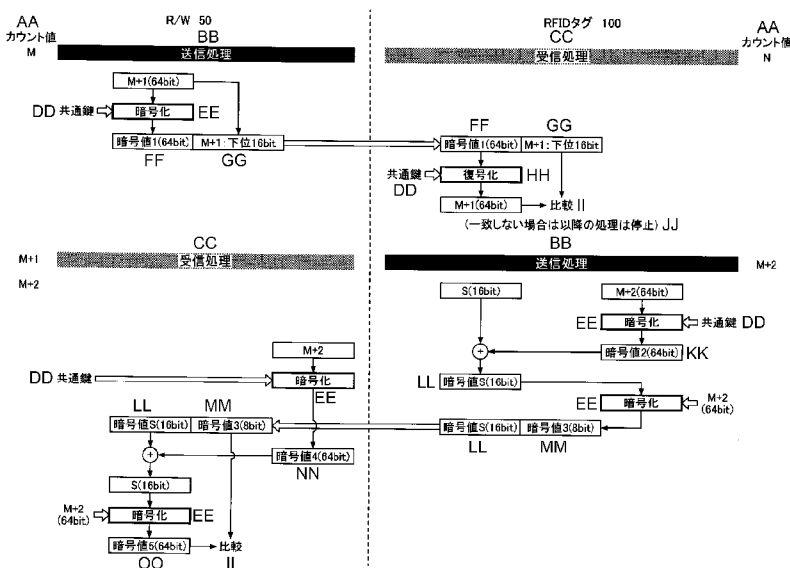 AA
カウント値
M
R/W 50
BB
送信処理
M+1(64bit)
DD 共通鍵
暗号化
EE
暗号値1(64bit) M+1:下位16bit
FF GG
RFIDタグ 100
CC
受信処理
AA
カウント値
N
FF GG
暗号値1(64bit) M+1:下位16bit
共通鍵
DD
復号化
HH
M+1(64bit)
比較 II
(一致しない場合は以降の処理は停止) JJ
M+1
M+2
CC
受信処理
BB
送信処理
M+2
S(16bit)
M+2(64bit)
EE
暗号化
共通鍵 DD
+
暗号値2(64bit)
KK
LL
暗号値S(16bit)
EE
暗号化
M+2
(64bit)
暗号値S(16bit) 暗号値3(8bit)
LL MM
M+2
DD 共通鍵
暗号化
EE
LL MM
暗号値S(16bit) 暗号値3(8bit)
+
暗号値4(64bit)
NN
S(16bit)
M+2
(64bit)
暗号化
EE
暗号値5(64bit)
比較
OO II